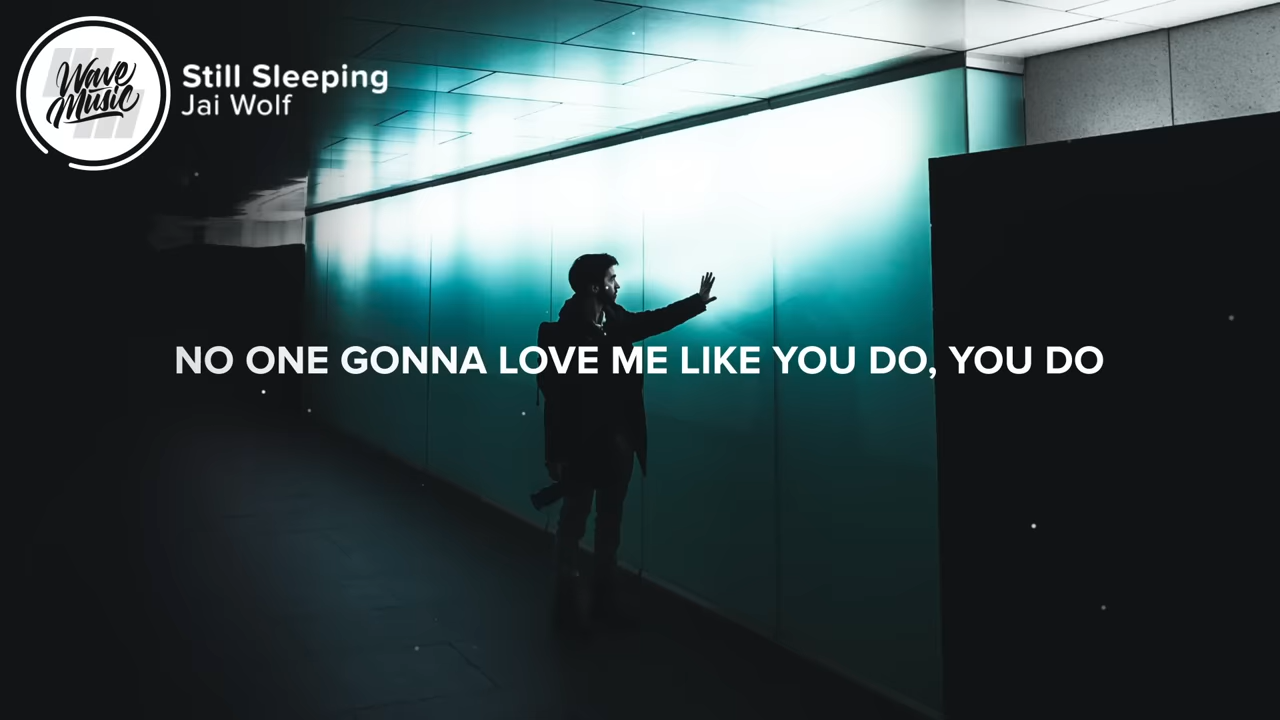 Wave
Music
Still Sleeping
Jai Wolf
NO ONE GONNA LOVE ME LIKE YOU DO, YOU DO